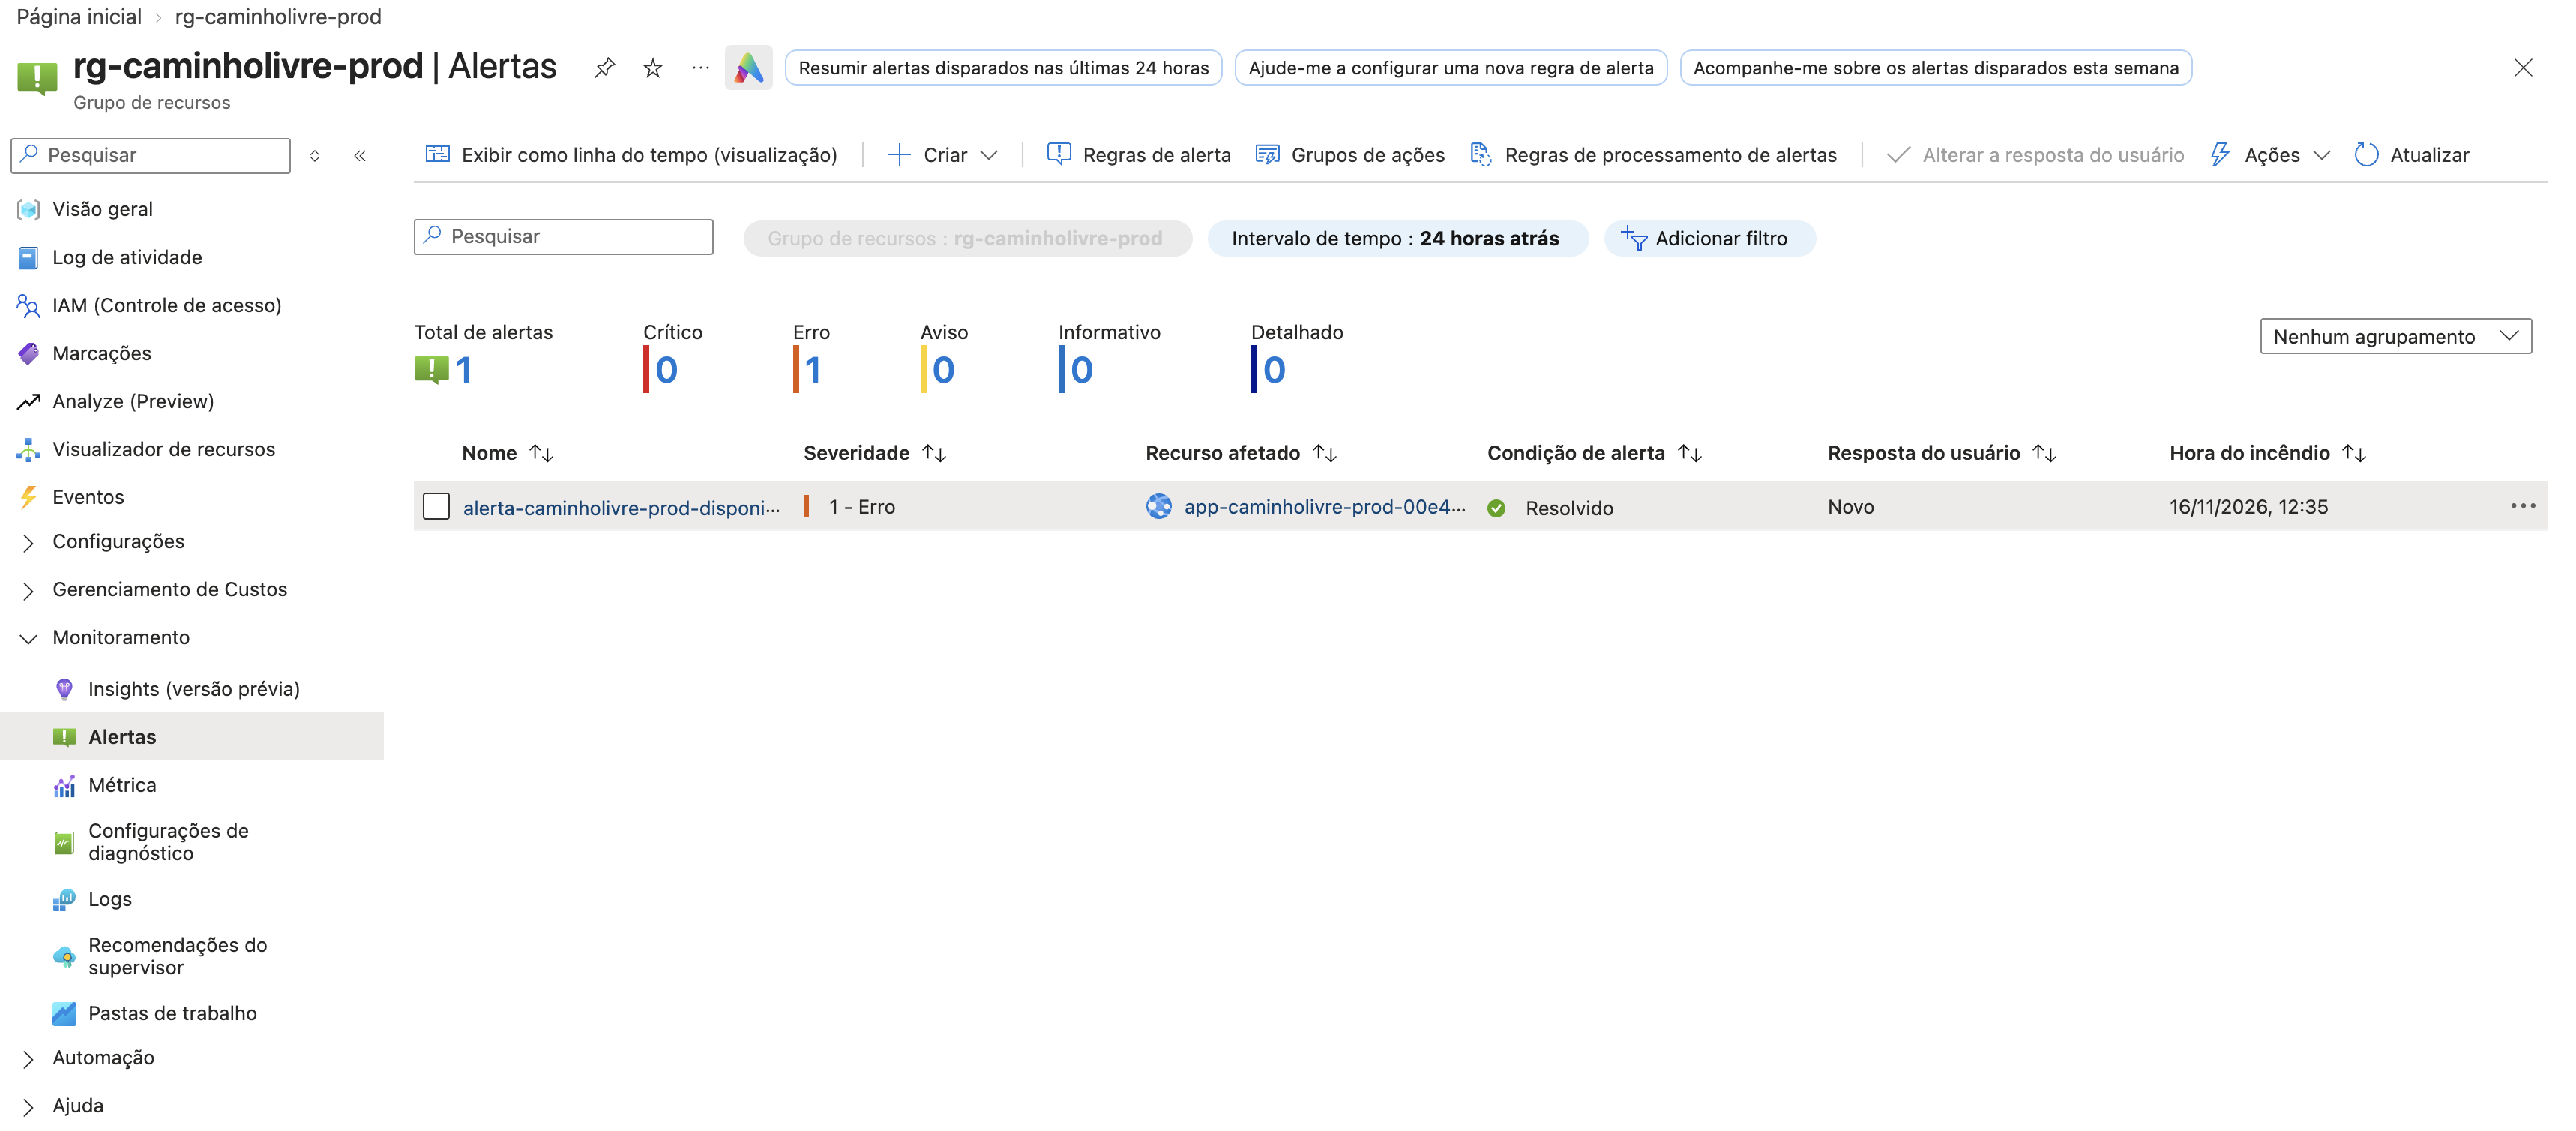 Página inicial > rg-caminholivre-prod
rg-caminholivre-prod | Alertas
Grupo de recursos
Resumir alertas disparados nas últimas 24 horas
Ajude-me a configurar uma nova regra de alerta
Acompanhe-me sobre os alertas disparados esta semana
Pesquisar
Visão geral
Log de atividade
IAM (Controle de acesso)
Marcações
Analyze (Preview)
Visualizador de recursos
Eventos
Configurações
Gerenciamento de Custos
Monitoramento
Insights (versão prévia)
Alertas
Métrica
Configurações de
diagnóstico
Logs
Recomendações do
supervisor
Pastas de trabalho
Automação
Ajuda
Exibir como linha do tempo (visualização)
Criar
Regras de alerta
Grupos de ações
Regras de processamento de alertas
Alterar a resposta do usuário
Ações
Atualizar
Pesquisar
Grupo de recursos : rg-caminholivre-prod
Intervalo de tempo : 24 horas atrás
Adicionar filtro
Total de alertas
1
Crítico
0
Erro
1
Aviso
0
Informativo
0
Detalhado
0
Nenhum agrupamento
Nome Severidade Recurso afetado Condição de alerta Resposta do usuário Hora do incêndio
alerta-caminholivre-prod-disponi... 1 - Erro app-caminholivre-prod-00e4... Resolvido Novo 16/11/2026, 12:35